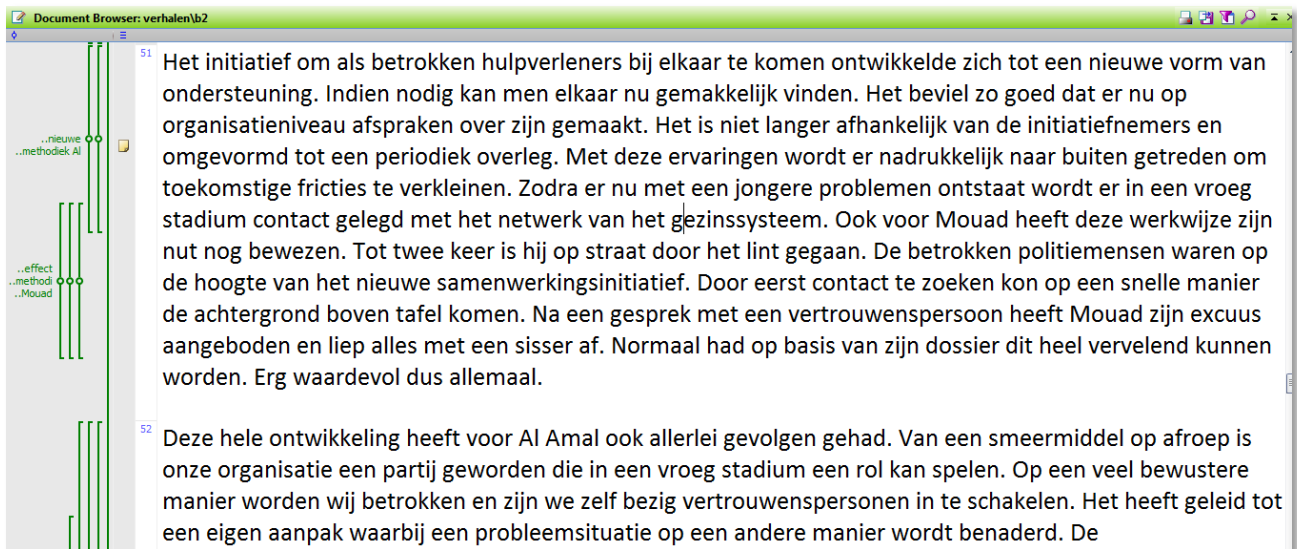 Document Browser: verhalen\b2
51
Het initiatief om als betrokken hulpverleners bij elkaar te komen ontwikkelde zich tot een nieuwe vorm van
ondersteuning. Indien nodig kan men elkaar nu gemakkelijk vinden. Het beviel zo goed dat er nu op
organisatieniveau afspraken over zijn gemaakt. Het is niet langer afhankelijk van de initiatiefnemers en
omgevormd tot een periodiek overleg. Met deze ervaringen wordt er nadrukkelijk naar buiten getreden om
toekomstige fricties te verkleinen. Zodra er nu met een jongere problemen ontstaat wordt er in een vroeg
stadium contact gelegd met het netwerk van het gezinssysteem. Ook voor Mouad heeft deze werkwijze zijn
nut nog bewezen. Tot twee keer is hij op straat door het lint gegaan. De betrokken politiemensen waren op
de hoogte van het nieuwe samenwerkingsinitiatief. Door eerst contact te zoeken kon op een snelle manier
de achtergrond boven tafel komen. Na een gesprek met een vertrouwenspersoon heeft Mouad zijn excuus
aangeboden en liep alles met een sisser af. Normaal had op basis van zijn dossier dit heel vervelend kunnen
worden. Erg waardevol dus allemaal.
..nieuwe
..methodiek Al
..effect
..methodi
..Mouad
52
Deze hele ontwikkeling heeft voor Al Amal ook allerlei gevolgen gehad. Van een smeermiddel op afroep is
onze organisatie een partij geworden die in een vroeg stadium een rol kan spelen. Op een veel bewustere
manier worden wij betrokken en zijn we zelf bezig vertrouwenspersonen in te schakelen. Het heeft geleid tot
een eigen aanpak waarbij een probleemsituatie op een andere manier wordt benaderd. De